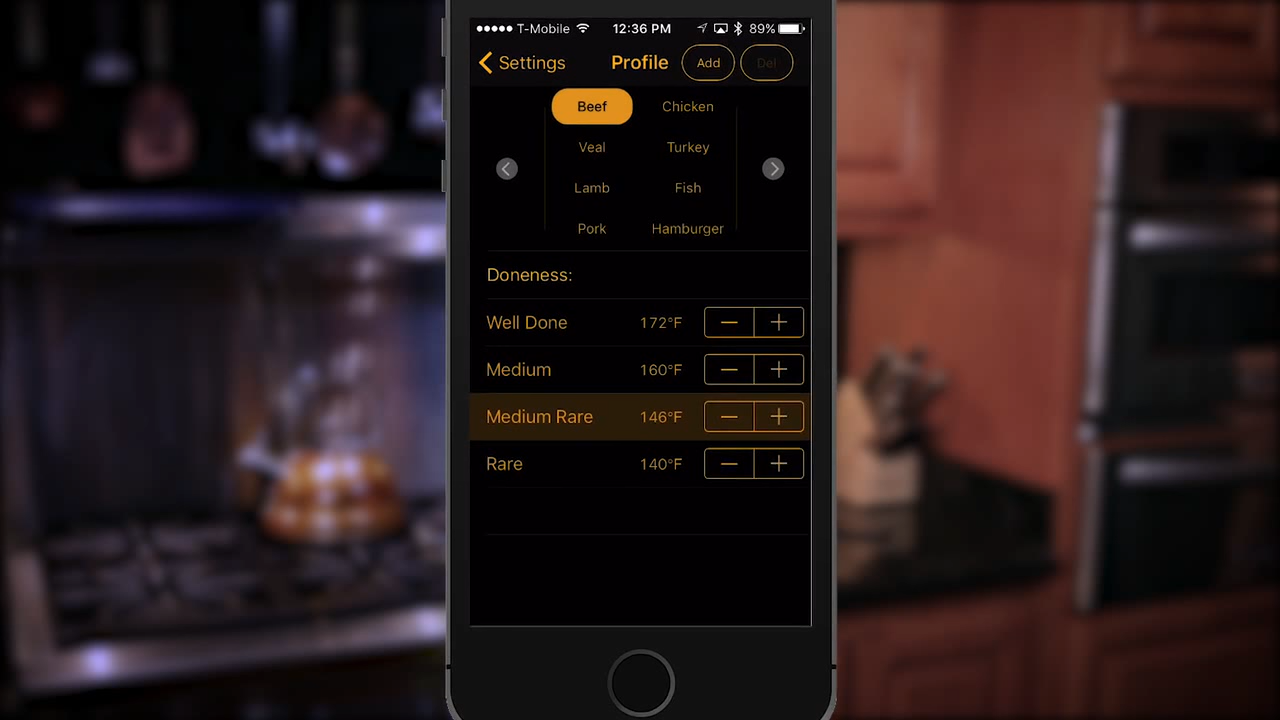 T-Mobile 12:36 PM 89%
Settings Profile Add Del
Beef Chicken
Veal Turkey
Lamb Fish
Pork Hamburger
Doneness:
Well Done 172°F
Medium 160°F
Medium Rare 146°F
Rare 140°F